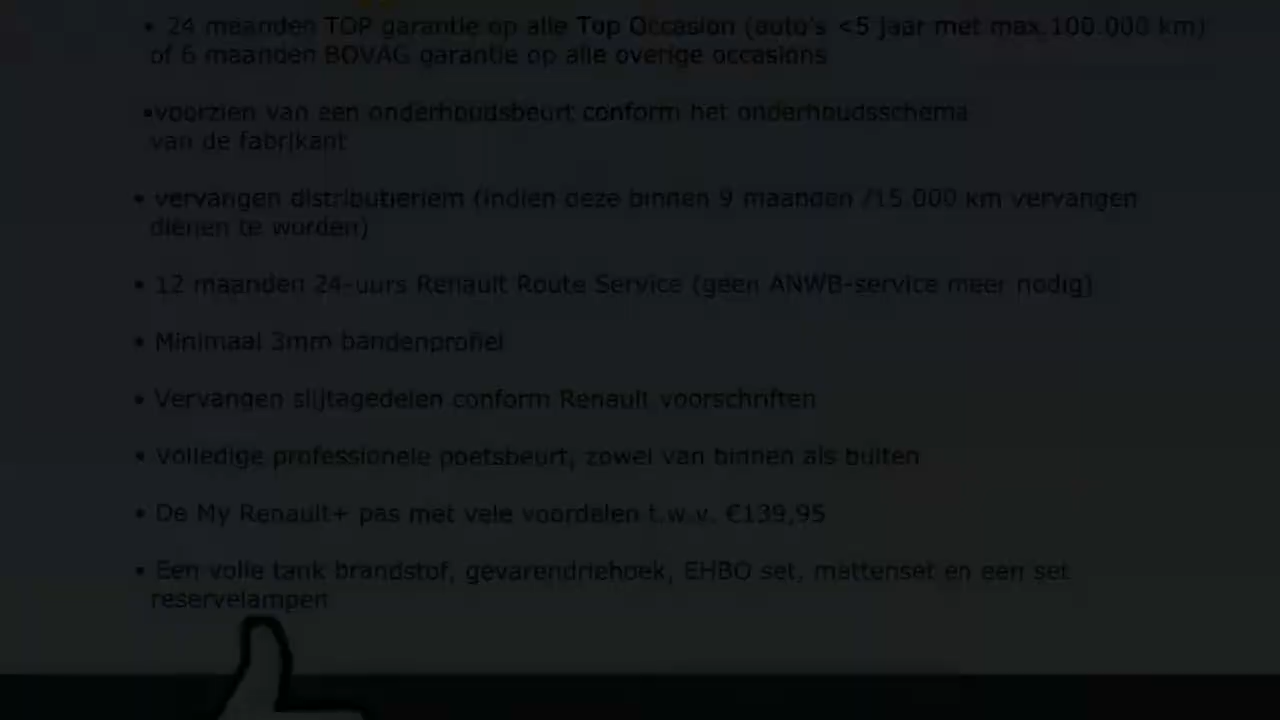 • 24 maanden TOP garantie op alle Top Occasion (auto's <5 jaar met max.100.000 km)
of 6 maanden BOVAG garantie op alle overige occasions
•voorzien van een onderhoudsbeurt conform het onderhoudsschema
van de fabrikant
• vervangen distributieriem (indien deze binnen 9 maanden /15.000 km vervangen
dienen te worden)
• 12 maanden 24-uurs Renault Route Service (geen ANWB-service meer nodig)
• Minimaal 3mm bandenprofiel
• Vervangen slijtagedelen conform Renault voorschriften
• Volledige professionele poetsbeurt, zowel van binnen als buiten
• De My Renault+ pas met vele voordelen t.w.v. €139,95
• Een volle tank brandstof, gevarendriehoek, EHBO set, mattenset en een set
reservelampen